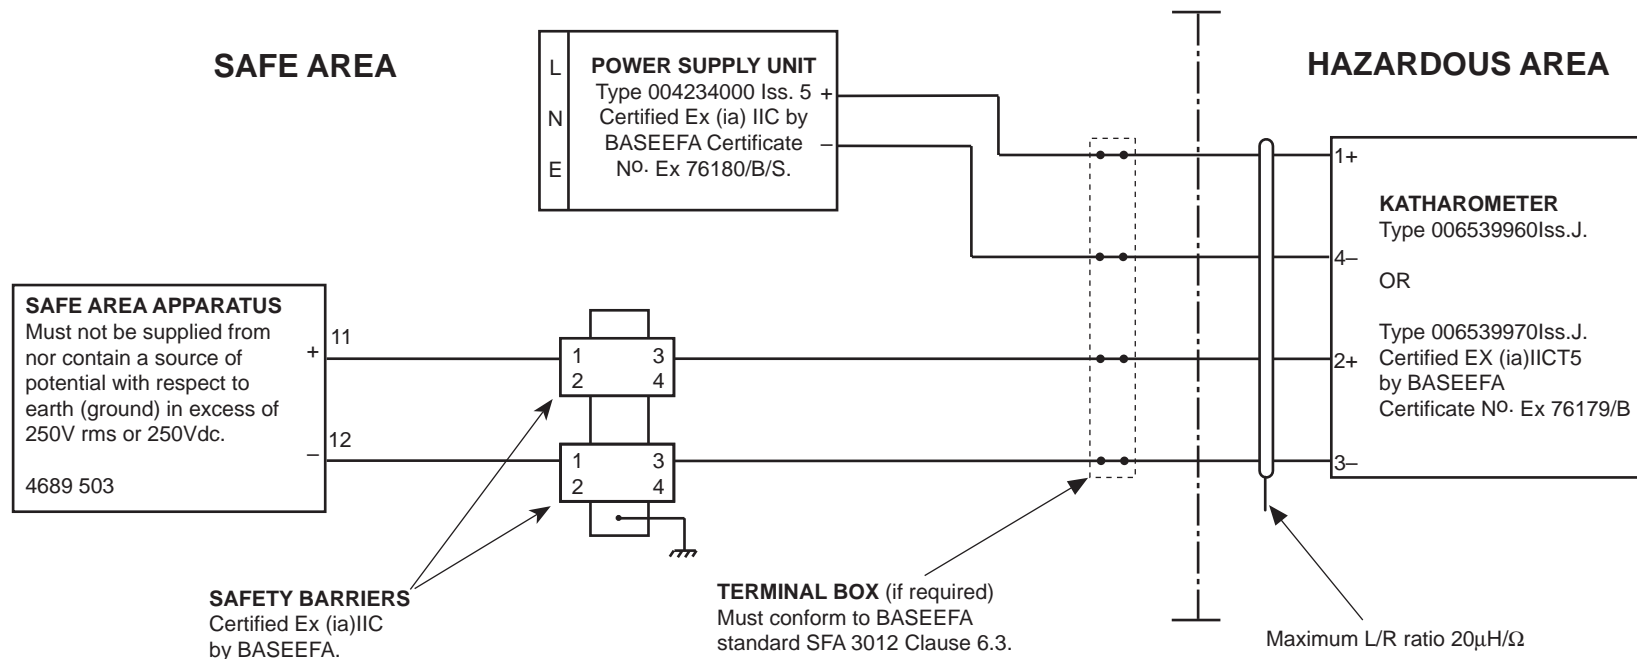 SAFE AREA
HAZARDOUS AREA
L
N
E
POWER SUPPLY UNIT
Type 004234000 Iss. 5
Certified Ex (ia) IIC by
BASEEFA Certificate
Nº. Ex 76180/B/S.
+
–
1+
4–
2+
3–
KATHAROMETER
Type 006539960Iss.J.
OR
Type 006539970Iss.J.
Certified EX (ia)IICT5
by BASEEFA
Certificate Nº. Ex 76179/B
SAFE AREA APPARATUS
Must not be supplied from
nor contain a source of
potential with respect to
earth (ground) in excess of
250V rms or 250Vdc.
4689 503
+
–
11
12
1 3
2 4
1 3
2 4
SAFETY BARRIERS
Certified Ex (ia)IIC
by BASEEFA.
TERMINAL BOX (if required)
Must conform to BASEEFA
standard SFA 3012 Clause 6.3.
Maximum L/R ratio 20µH/Ω